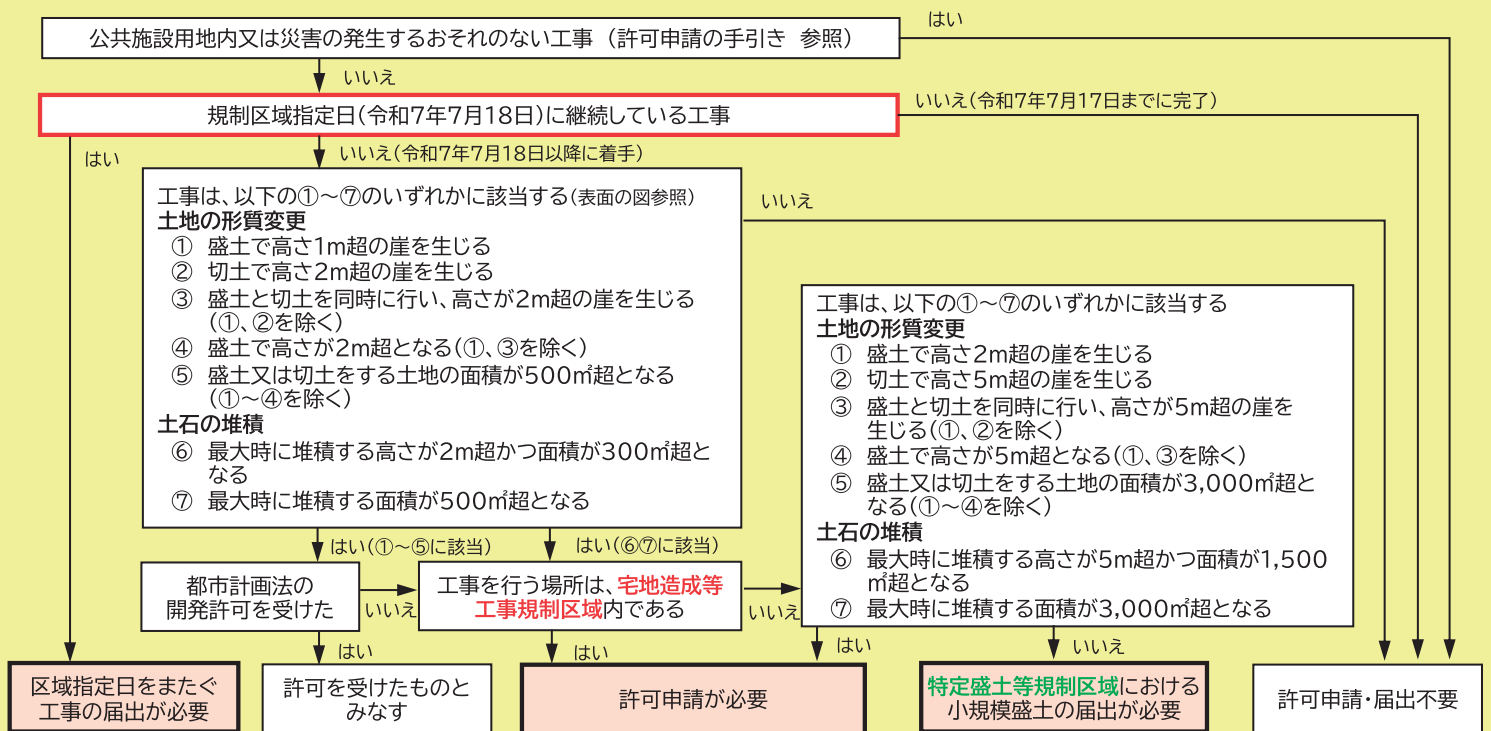 公共施設用地内又は災害の発生するおそれのない工事（許可申請の手引き　参照）
はい
いいえ
規制区域指定日（令和7年7月18日）に継続している工事
いいえ（令和7年7月17日までに完了）
はい
いいえ（令和7年7月18日以降に着手）
工事は、以下の①～⑦のいずれかに該当する（表面の図参照）
土地の形質変更
①　盛土で高さ1m超の崖を生じる
②　切土で高さ2m超の崖を生じる
③　盛土と切土を同時に行い、高さが2m超の崖を生じる
（①、②を除く）
④　盛土で高さが2m超となる（①、③を除く）
⑤　盛土又は切土をする土地の面積が500㎡超となる
（①～④を除く）
土石の堆積
⑥　最大時に堆積する高さが2m超かつ面積が300㎡超と
なる
⑦　最大時に堆積する面積が500㎡超となる
いいえ
はい（①～⑤に該当）
はい（⑥⑦に該当）
都市計画法の
開発許可を受けた
いいえ
工事を行う場所は、宅地造成等
工事規制区域内である
いいえ
工事は、以下の①～⑦のいずれかに該当する
土地の形質変更
①　盛土で高さ2m超の崖を生じる
②　切土で高さ5m超の崖を生じる
③　盛土と切土を同時に行い、高さが5m超の崖を
生じる（①、②を除く）
④　盛土で高さが5m超となる（①、③を除く）
⑤　盛土又は切土をする土地の面積が3,000㎡超と
なる（①～④を除く）
土石の堆積
⑥　最大時に堆積する高さが5m超かつ面積が1,500
㎡超となる
⑦　最大時に堆積する面積が3,000㎡超となる
はい
はい
はい
いいえ
区域指定日をまたぐ
工事の届出が必要
許可を受けたものと
みなす
許可申請が必要
特定盛土等規制区域における
小規模盛土の届出が必要
許可申請・届出不要